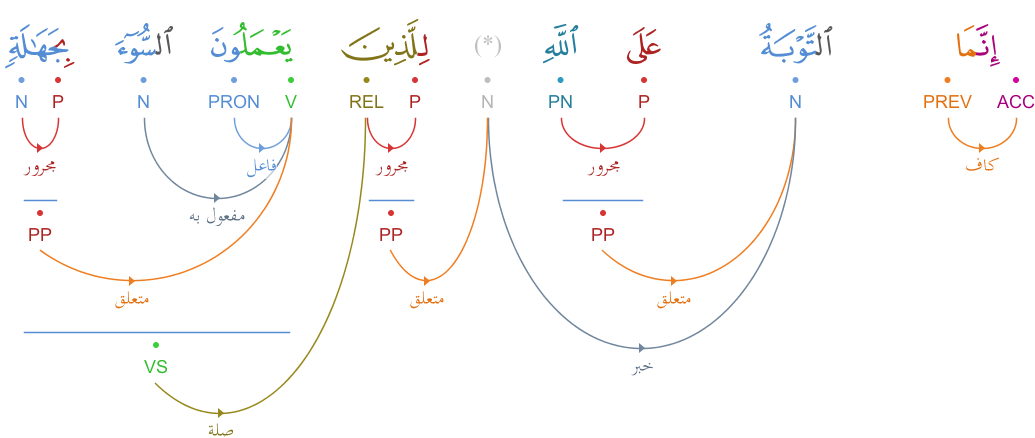 إِنَّمَا ٱلتَّوْبَةُ عَلَى ٱللَّهِ (*) لِلَّذِينَ يَعْمَلُونَ ٱلسُّوٓءَ بِجَهَٰلَةٍ
ACC PREV N P PN N P REL V PRON N P N
كاف مجرور مجرور فاعل مجرور
مفعول به
PP PP PP
متعلق متعلق متعلق
خبر
VS
صلة